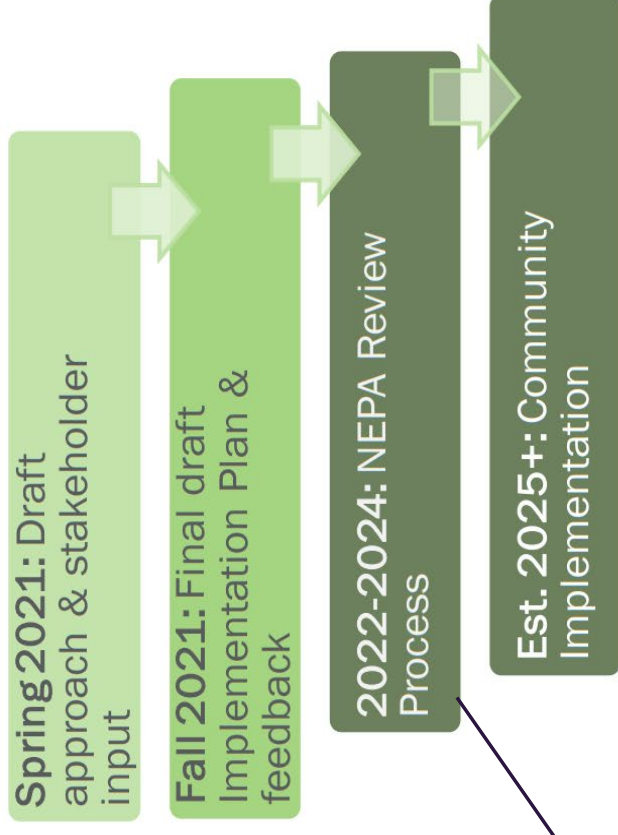 Spring 2021: Draft
approach & stakeholder
input
Fall 2021: Final draft
Implementation Plan &
feedback
2022-2024: NEPA Review
Process
Est. 2025+: Community
Implementation